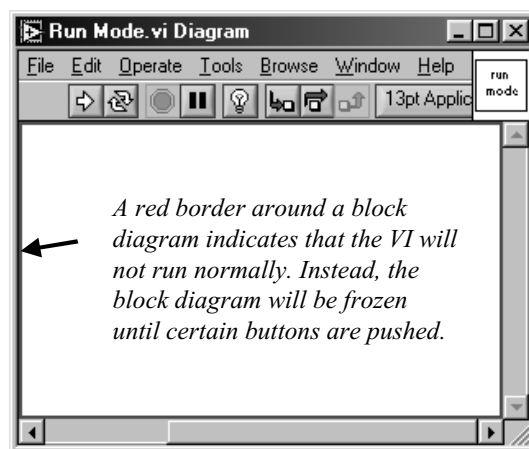 Run Mode.vi Diagram
File Edit Operate Tools Browse Window Help
run
mode
13pt Applic
A red border around a block
diagram indicates that the VI will
not run normally. Instead, the
block diagram will be frozen
until certain buttons are pushed.